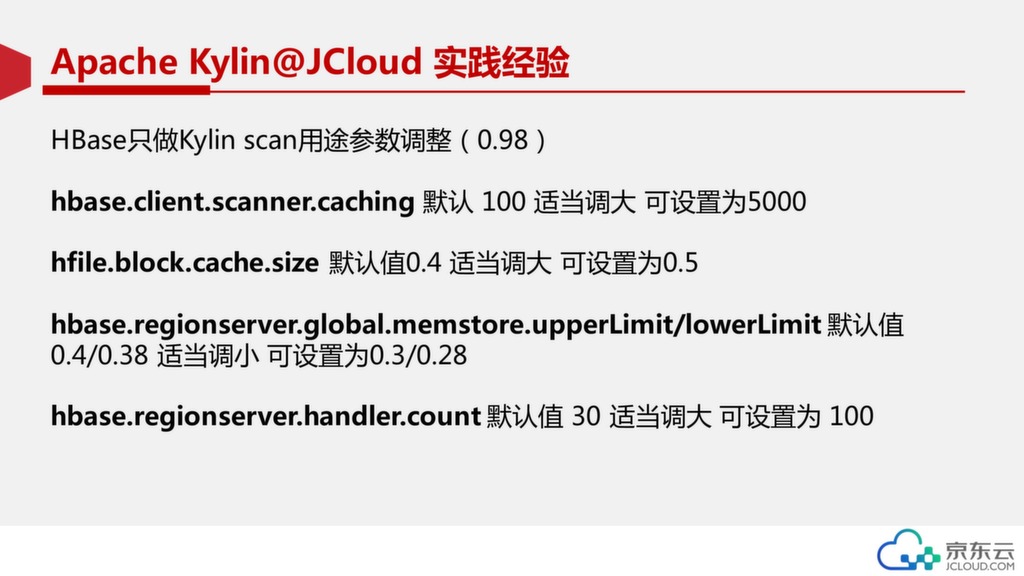 Apache Kylin@JCloud 实践经验
HBase只做Kylin scan用途参数调整（0.98）
hbase.client.scanner.caching 默认 100 适当调大 可设置为5000
hfile.block.cache.size 默认值0.4 适当调大 可设置为0.5
hbase.regionserver.global.memstore.upperLimit/lowerLimit 默认值
0.4/0.38 适当调小 可设置为0.3/0.28
hbase.regionserver.handler.count 默认值 30 适当调大 可设置为 100
京东云
JCLOUD.COM